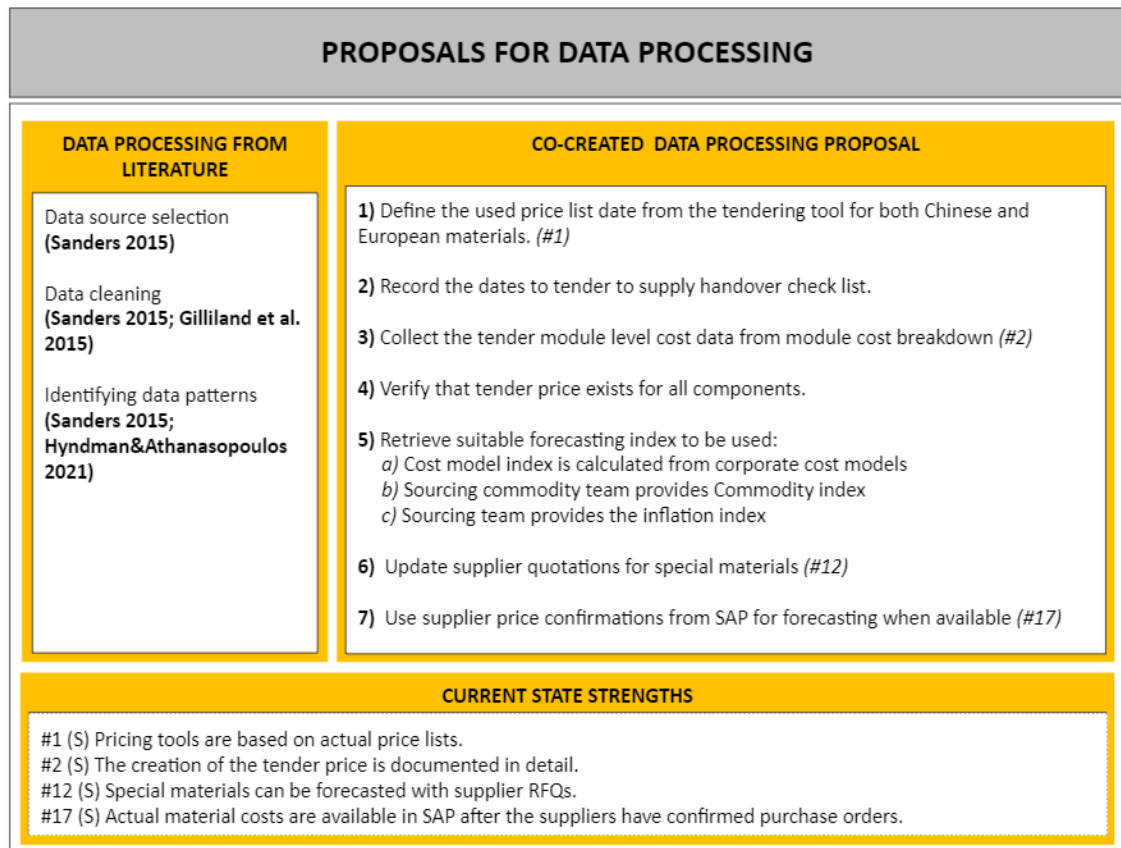 PROPOSALS FOR DATA PROCESSING
DATA PROCESSING FROM
LITERATURE
Data source selection
(Sanders 2015)
Data cleaning
(Sanders 2015; Gilliland et al.
2015)
Identifying data patterns
(Sanders 2015;
Hyndman&Athanasopoulos
2021)
CO-CREATED DATA PROCESSING PROPOSAL
1) Define the used price list date from the tendering tool for both Chinese and
European materials. (#1)
2) Record the dates to tender to supply handover check list.
3) Collect the tender module level cost data from module cost breakdown (#2)
4) Verify that tender price exists for all components.
5) Retrieve suitable forecasting index to be used:
a) Cost model index is calculated from corporate cost models
b) Sourcing commodity team provides Commodity index
c) Sourcing team provides the inflation index
6) Update supplier quotations for special materials (#12)
7) Use supplier price confirmations from SAP for forecasting when available (#17)
CURRENT STATE STRENGTHS
#1 (S) Pricing tools are based on actual price lists.
#2 (S) The creation of the tender price is documented in detail.
#12 (S) Special materials can be forecasted with supplier RFQs.
#17 (S) Actual material costs are available in SAP after the suppliers have confirmed purchase orders.